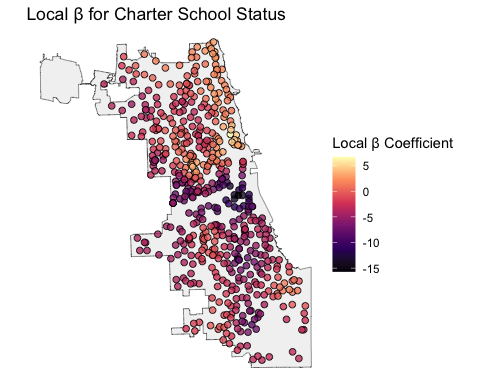 Local β for Charter School Status
Local β Coefficient
5
0
-5
-10
-15